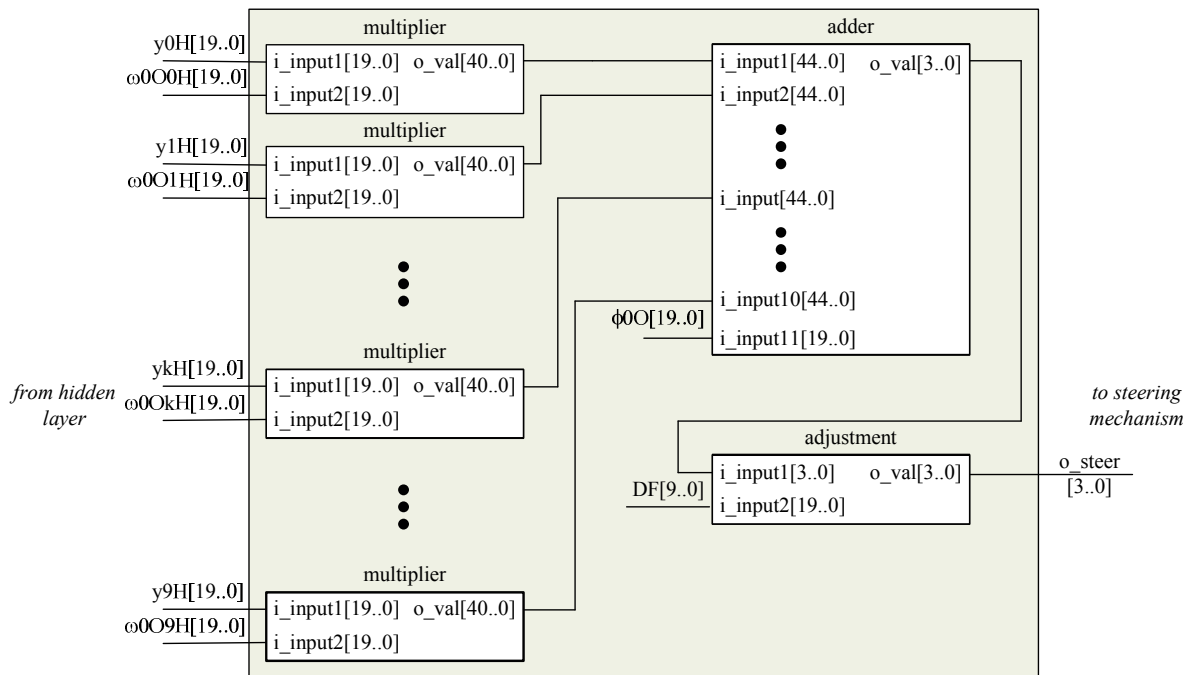 multiplier
y0H[19..0]
i_input1[19..0] o_val[40..0]
ω0O0H[19..0]
i_input2[19..0]
multiplier
y1H[19..0]
i_input1[19..0] o_val[40..0]
ω0O1H[19..0]
i_input2[19..0]
multiplier
ykH[19..0]
i_input1[19..0] o_val[40..0]
ω0OkH[19..0]
i_input2[19..0]
from hidden
layer
multiplier
y9H[19..0]
i_input1[19..0] o_val[40..0]
ω0O9H[19..0]
i_input2[19..0]
adder
i_input1[44..0] o_val[3..0]
i_input2[44..0]
i_input[44..0]
i_input10[44..0]
ϕ0O[19..0]
i_input11[19..0]
adjustment
i_input1[3..0] o_val[3..0]
DF[9..0]
i_input2[19..0]
to steering
mechanism
o_steer
[3..0]